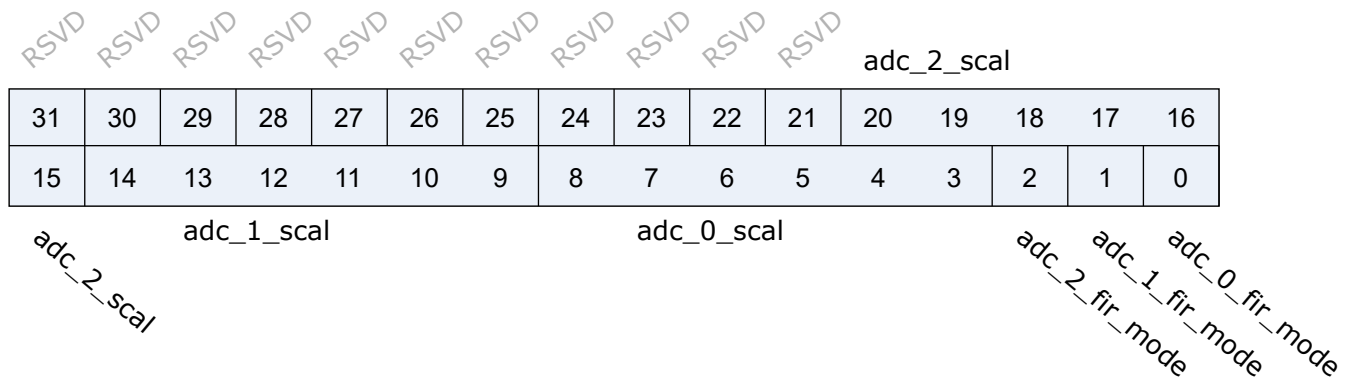 RSVD RSVD RSVD RSVD RSVD RSVD RSVD RSVD RSVD RSVD RSVD
adc_2_scal
31 30 29 28 27 26 25 24 23 22 21 20 19 18 17 16
15 14 13 12 11 10 9 8 7 6 5 4 3 2 1 0
adc_2_scal adc_1_scal adc_0_scal adc_2_fir_mode adc_1_fir_mode adc_0_fir_mode